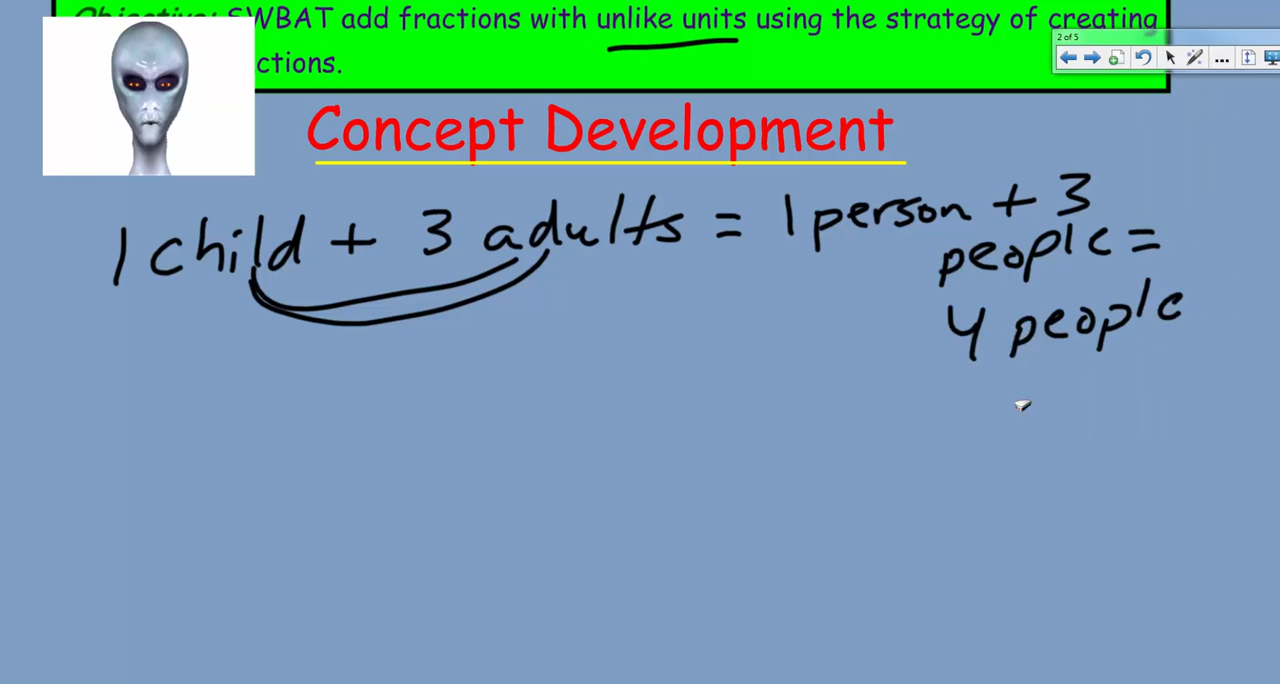 Objective: SWBAT add fractions with unlike units using the strategy of creating
ctions.
2 of 5
Concept Development
1 child + 3 adults = 1 person + 3
people =
4 people